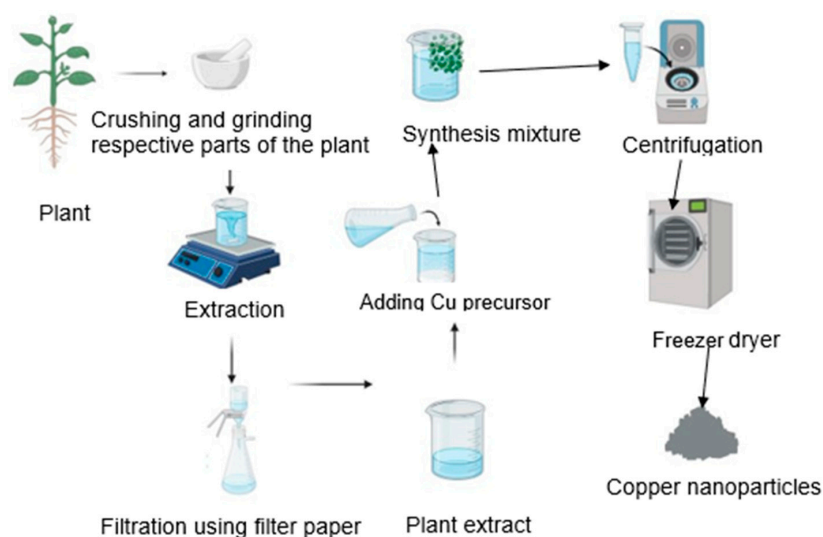 Plant
Crushing and grinding
respective parts of the plant
Extraction
Filtration using filter paper
Plant extract
Adding Cu precursor
Synthesis mixture
Centrifugation
Freezer dryer
Copper nanoparticles